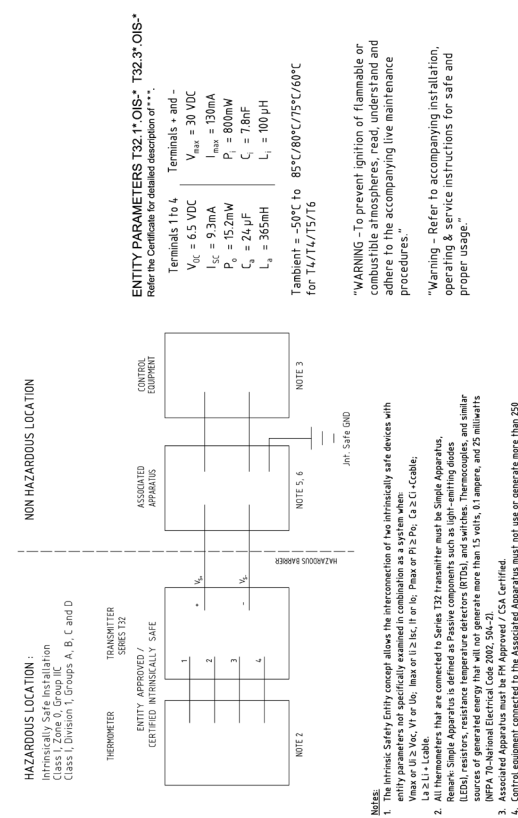 HAZARDOUS LOCATION :
Intrinsically Safe Installation
Class I, Zone 0, Group IIC
Class I, Division 1, Groups A, B, C and D
NON HAZARDOUS LOCATION
THERMOMETER
TRANSMITTER
SERIES T32
ENTITY APPROVED /
CERTIFIED INTRINSICALLY SAFE
1
2
3
4
+
-
Vs+
Vs-
NOTE 2
HAZARDOUS BARRIER
ASSOCIATED
APPARATUS
NOTE 5, 6
Jnt. Safe GND
CONTROL
EQUIPMENT
NOTE 3
ENTITY PARAMETERS T32.1*.OIS-* T32.3*.OIS-*
Refer the Certificate for detailed description of ***.
Terminals 1 to 4 Terminals + and -
VOC = 6.5 VDC Vmax = 30 VDC
ISC = 9.3mA Imax = 130mA
Po = 15.2mW Pi = 800mW
Ca = 24 µF Ci = 7.8nF
La = 365mH Li = 100 µH
Tambient = -50°C to 85°C/80°C/75°C/60°C
for T4/T4/T5/T6
"WARNING -To prevent ignition of flammable or
combustible atmospheres, read, understand and
adhere to the accompanying live maintenance
procedures."
"Warning - Refer to accompanying installation,
operating & service instructions for safe and
proper usage."
Notes:
1. The Intrinsic Safety Entity concept allows the interconnection of two intrinsically safe devices with
entity parameters not specifically examined in combination as a system when:
Vmax or Ui ≥ Voc, Vt or Uo; Imax or Ii ≥ Isc, It or Io; Pmax or Pi ≥ Po; Ca ≥ Ci +Ccable;
La ≥ Li + Lcable.
2. All thermometers that are connected to Series T32 transmitter must be Simple Apparatus,
Remark: Simple Apparatus is defined as Passive components such as light-emitting diodes
(LEDs), resistors, resistance temperature detectors (RTDs), and switches. Thermocouples, and similar
sources of generated energy that will not generate more than 1.5 volts, 0.1 ampere, and 25 milliwatts
(NFPA 70-National Electrical Code 2002, 504-2).
3. Associated Apparatus must be FM Approved / CSA Certified.
4. Control equipment connected to the Associated Apparatus must not use or generate more than 250